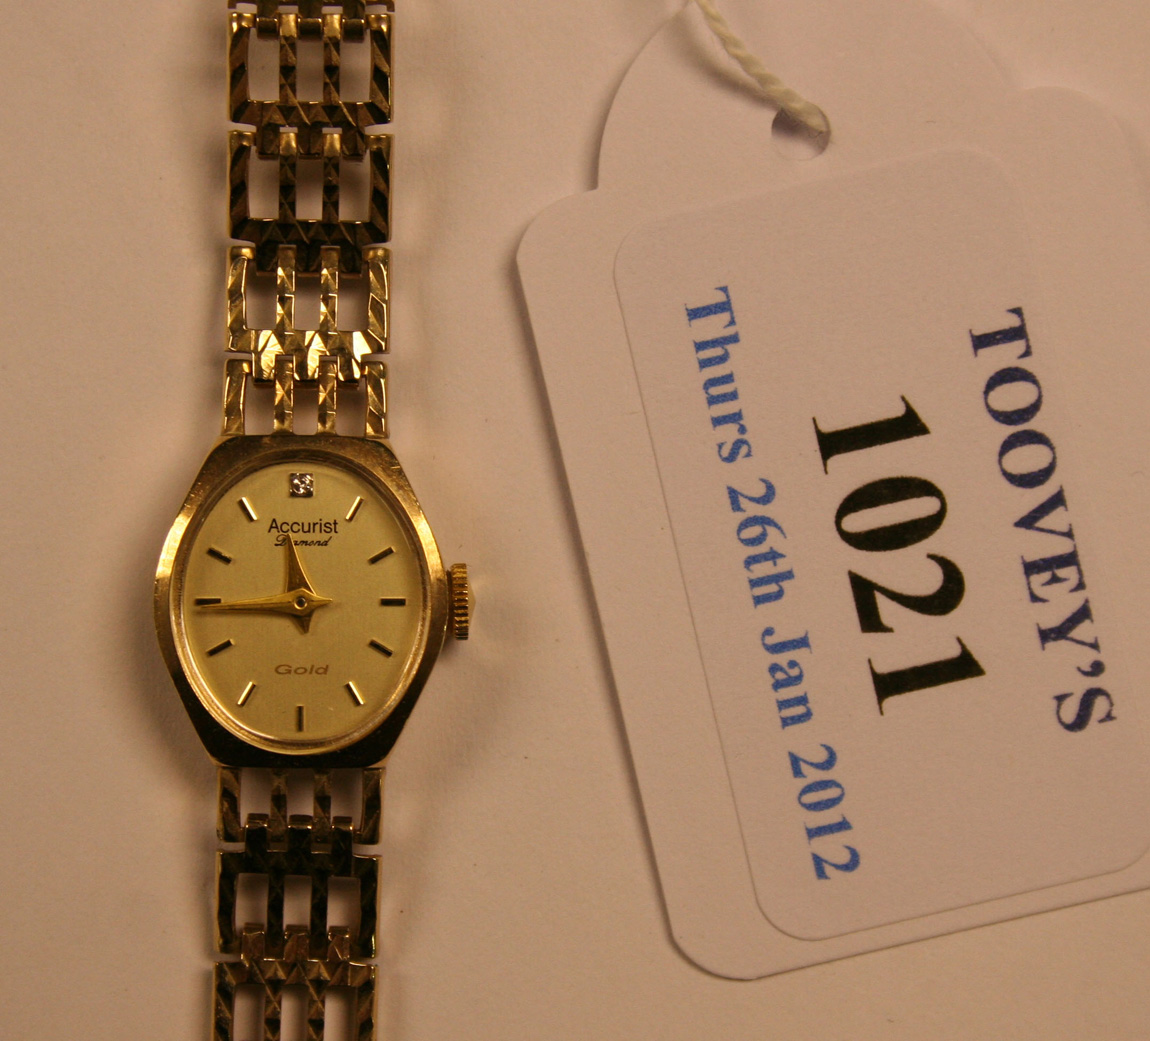 Accurist
Diamond
Gold
TOOVEY'S
1021
Thurs 26th Jan 2012